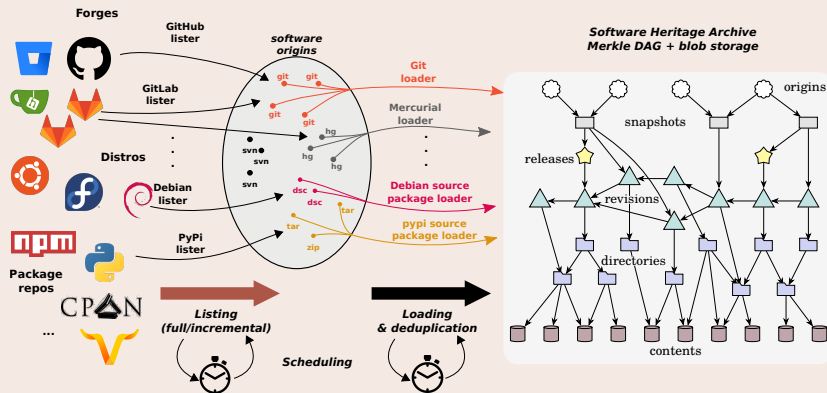 Forges
GitHub
lister
GitLab
lister
Distros
Debian
lister
npm
PyPi
lister
Package
repos
CPAN
...
software
origins
git
git
git
git
hg
hg
hg
svn
svn
svn
dsc
dsc
tar
tar
zip
Git
loader
Mercurial
loader
Debian source
package loader
pypi source
package loader
Listing
(full/incremental)
Loading
& deduplication
Scheduling
Software Heritage Archive
Merkle DAG + blob storage
origins
snapshots
releases
revisions
directories
contents